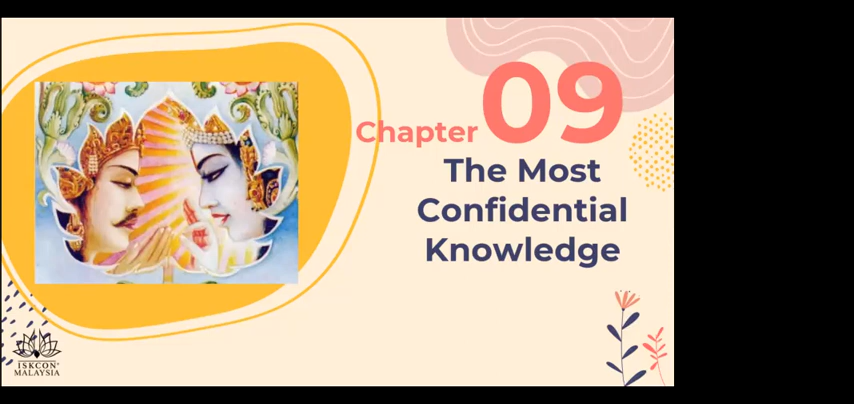 Chapter 09
The Most
Confidential
Knowledge
ISKCON
MALAYSIA